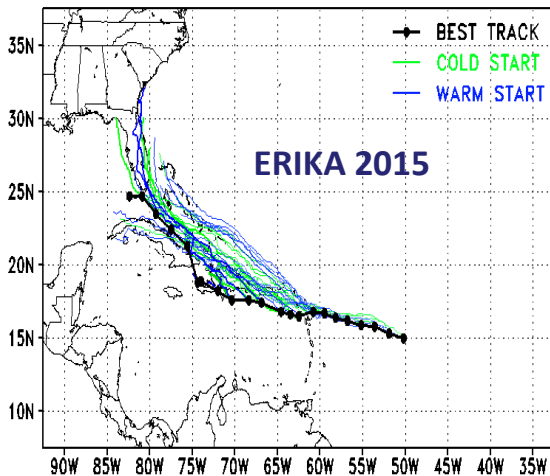 35N
BEST TRACK
COLD START
WARM START
30N
ERIKA 2015
25N
20N
15N
10N
90W 85W 80W 75W 70W 65W 60W 55W 50W 45W 40W 35W